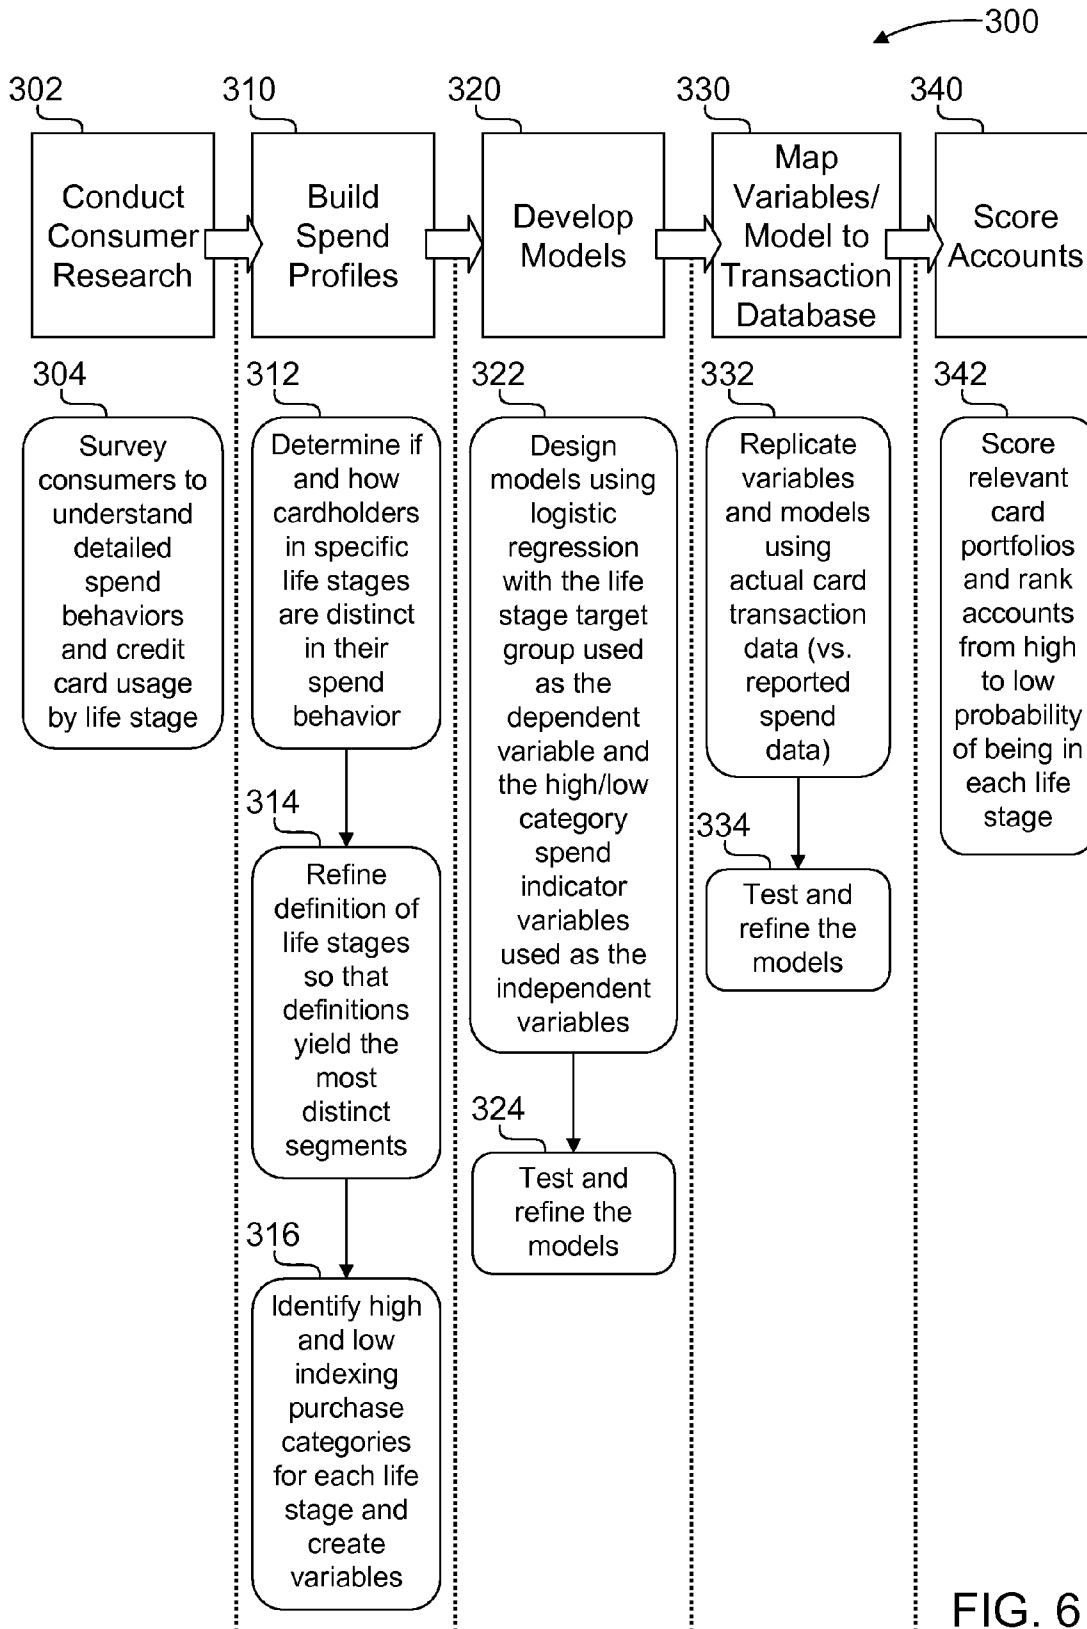 300
302
Conduct
Consumer
Research
310
Build
Spend
Profiles
320
Develop
Models
330
Map
Variables/
Model to
Transaction
Database
340
Score
Accounts
304
Survey
consumers to
understand
detailed
spend
behaviors
and credit
card usage
by life stage
312
Determine if
and how
cardholders
in specific
life stages
are distinct
in their
spend
behavior
314
Refine
definition of
life stages
so that
definitions
yield the
most
distinct
segments
316
Identify high
and low
indexing
purchase
categories
for each life
stage and
create
variables
322
Design
models using
logistic
regression
with the life
stage target
group used
as the
dependent
variable and
the high/low
category
spend
indicator
variables
used as the
independent
variables
324
Test and
refine the
models
332
Replicate
variables
and models
using
actual card
transaction
data (vs.
reported
spend
data)
334
Test and
refine the
models
342
Score
relevant
card
portfolios
and rank
accounts
from high
to low
probability
of being in
each life
stage
FIG. 6